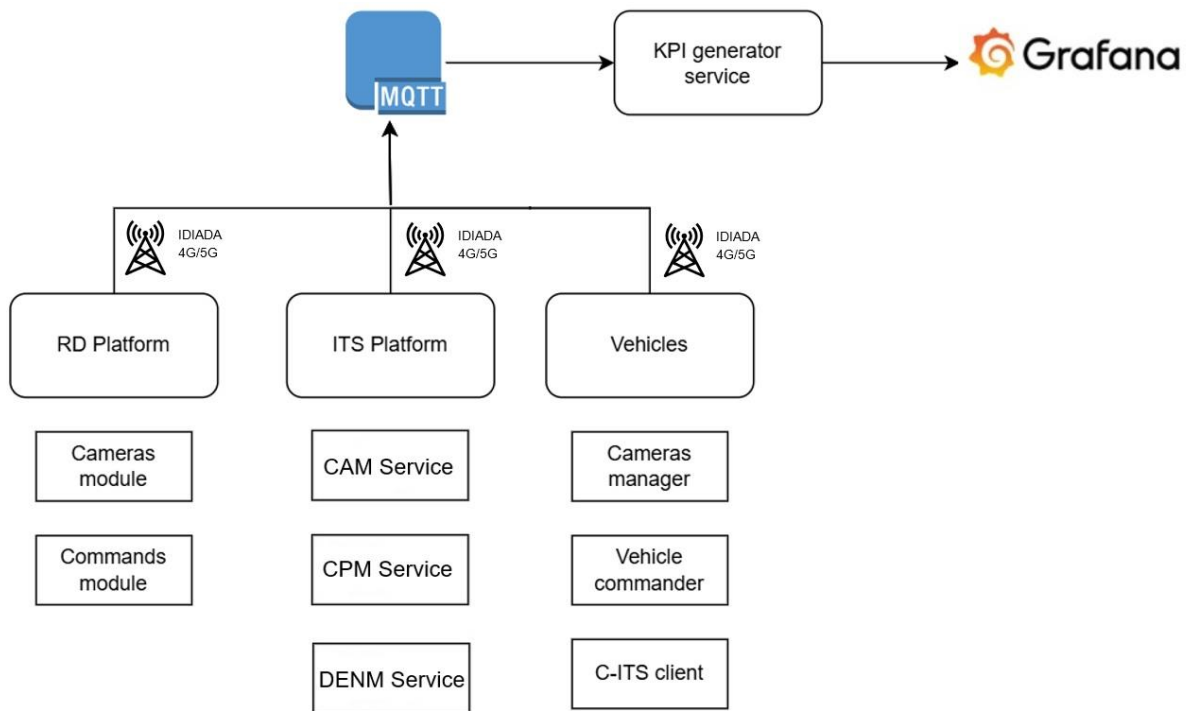 MQTT
KPI generator
service
Grafana
IDIADA
4G/5G
IDIADA
4G/5G
IDIADA
4G/5G
RD Platform
ITS Platform
Vehicles
Cameras
module
CAM Service
Cameras
manager
Commands
module
CPM Service
Vehicle
commander
DENM Service
C-ITS client